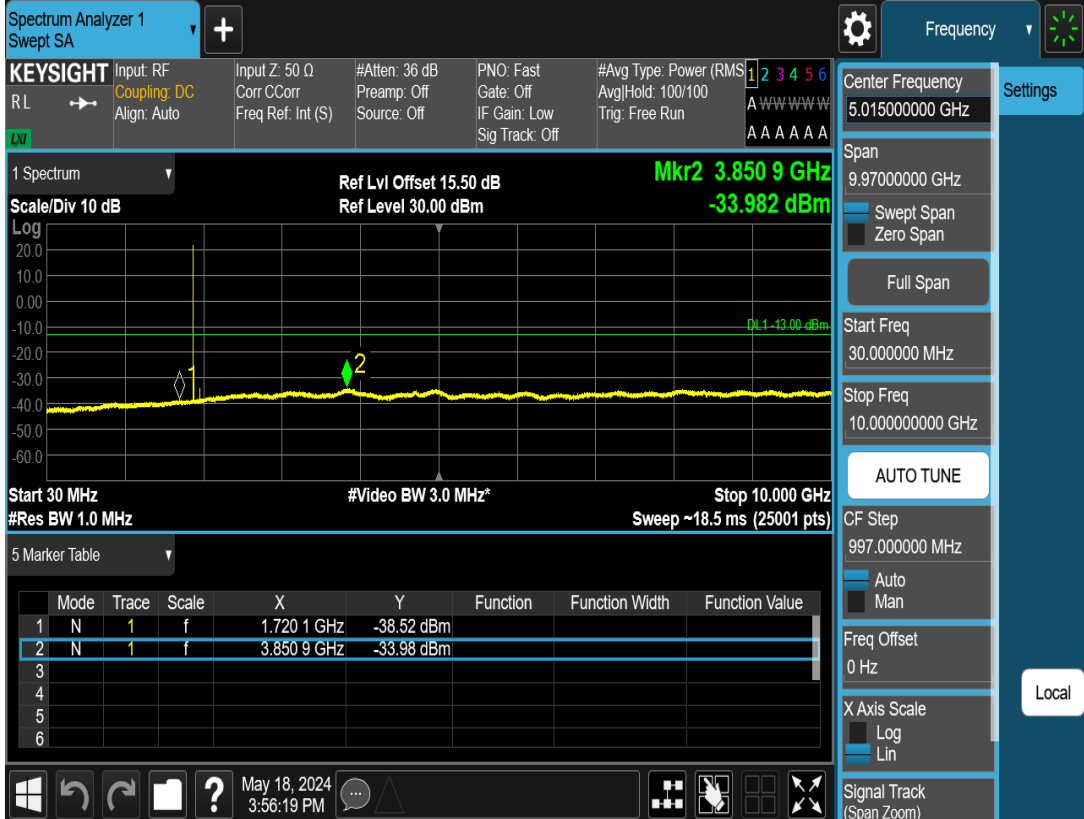 Spectrum Analyzer 1
Swept SA
+
Frequency
KEYSIGHT
RL
LXI
Input: RF
Coupling: DC
Align: Auto
Input Z: 50 Ω
Corr CCorr
Freq Ref: Int (S)
#Atten: 36 dB
Preamp: Off
Source: Off
PNO: Fast
Gate: Off
IF Gain: Low
Sig Track: Off
#Avg Type: Power (RMS
Avg|Hold: 100/100
Trig: Free Run
1 2 3 4 5 6
A W W W W W
A A A A A A
1 Spectrum
Scale/Div 10 dB
Ref Lvl Offset 15.50 dB
Ref Level 30.00 dBm
Mkr2 3.850 9 GHz
-33.982 dBm
Log
20.0
10.0
0.00
-10.0
-20.0
-30.0
-40.0
-50.0
-60.0
DL1 -13.00 dBm
1
2
Start 30 MHz
#Video BW 3.0 MHz*
Stop 10.000 GHz
#Res BW 1.0 MHz
Sweep ~18.5 ms (25001 pts)
5 Marker Table
Mode Trace Scale X Y Function Function Width Function Value
1 N 1 f 1.720 1 GHz -38.52 dBm
2 N 1 f 3.850 9 GHz -33.98 dBm
3
4
5
6
?
May 18, 2024
3:56:19 PM
Center Frequency
5.015000000 GHz
Span
9.97000000 GHz
Swept Span
Zero Span
Full Span
Start Freq
30.000000 MHz
Stop Freq
10.000000000 GHz
AUTO TUNE
CF Step
997.000000 MHz
Auto
Man
Freq Offset
0 Hz
X Axis Scale
Log
Lin
Signal Track
(Span Zoom)
Settings
Local